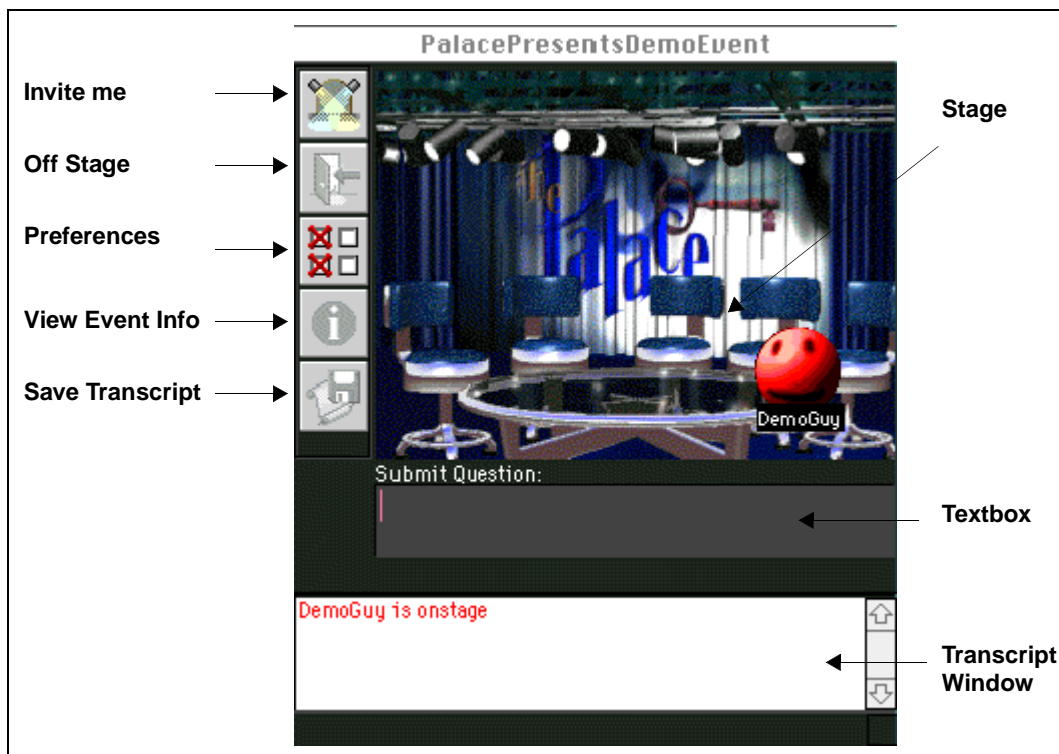 PalacePresentsDemoEvent
Invite me
Off Stage
Preferences
View Event Info
Save Transcript
Stage
the
Palace
DemoGuy
Submit Question:
Textbox
DemoGuy is onstage
Transcript
Window